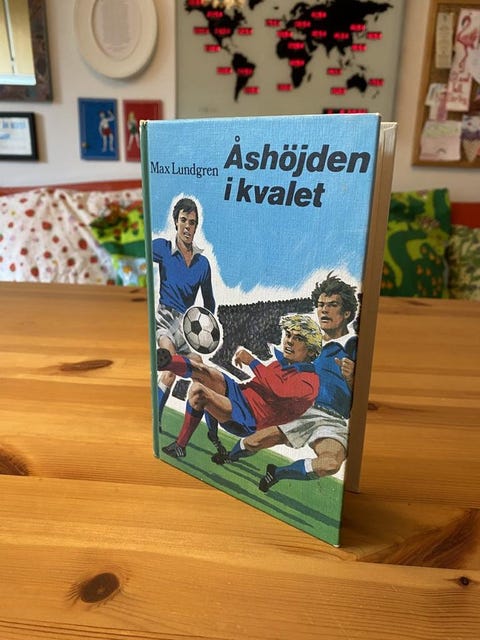 Max Lundgren
Åshöjden
i kvalet